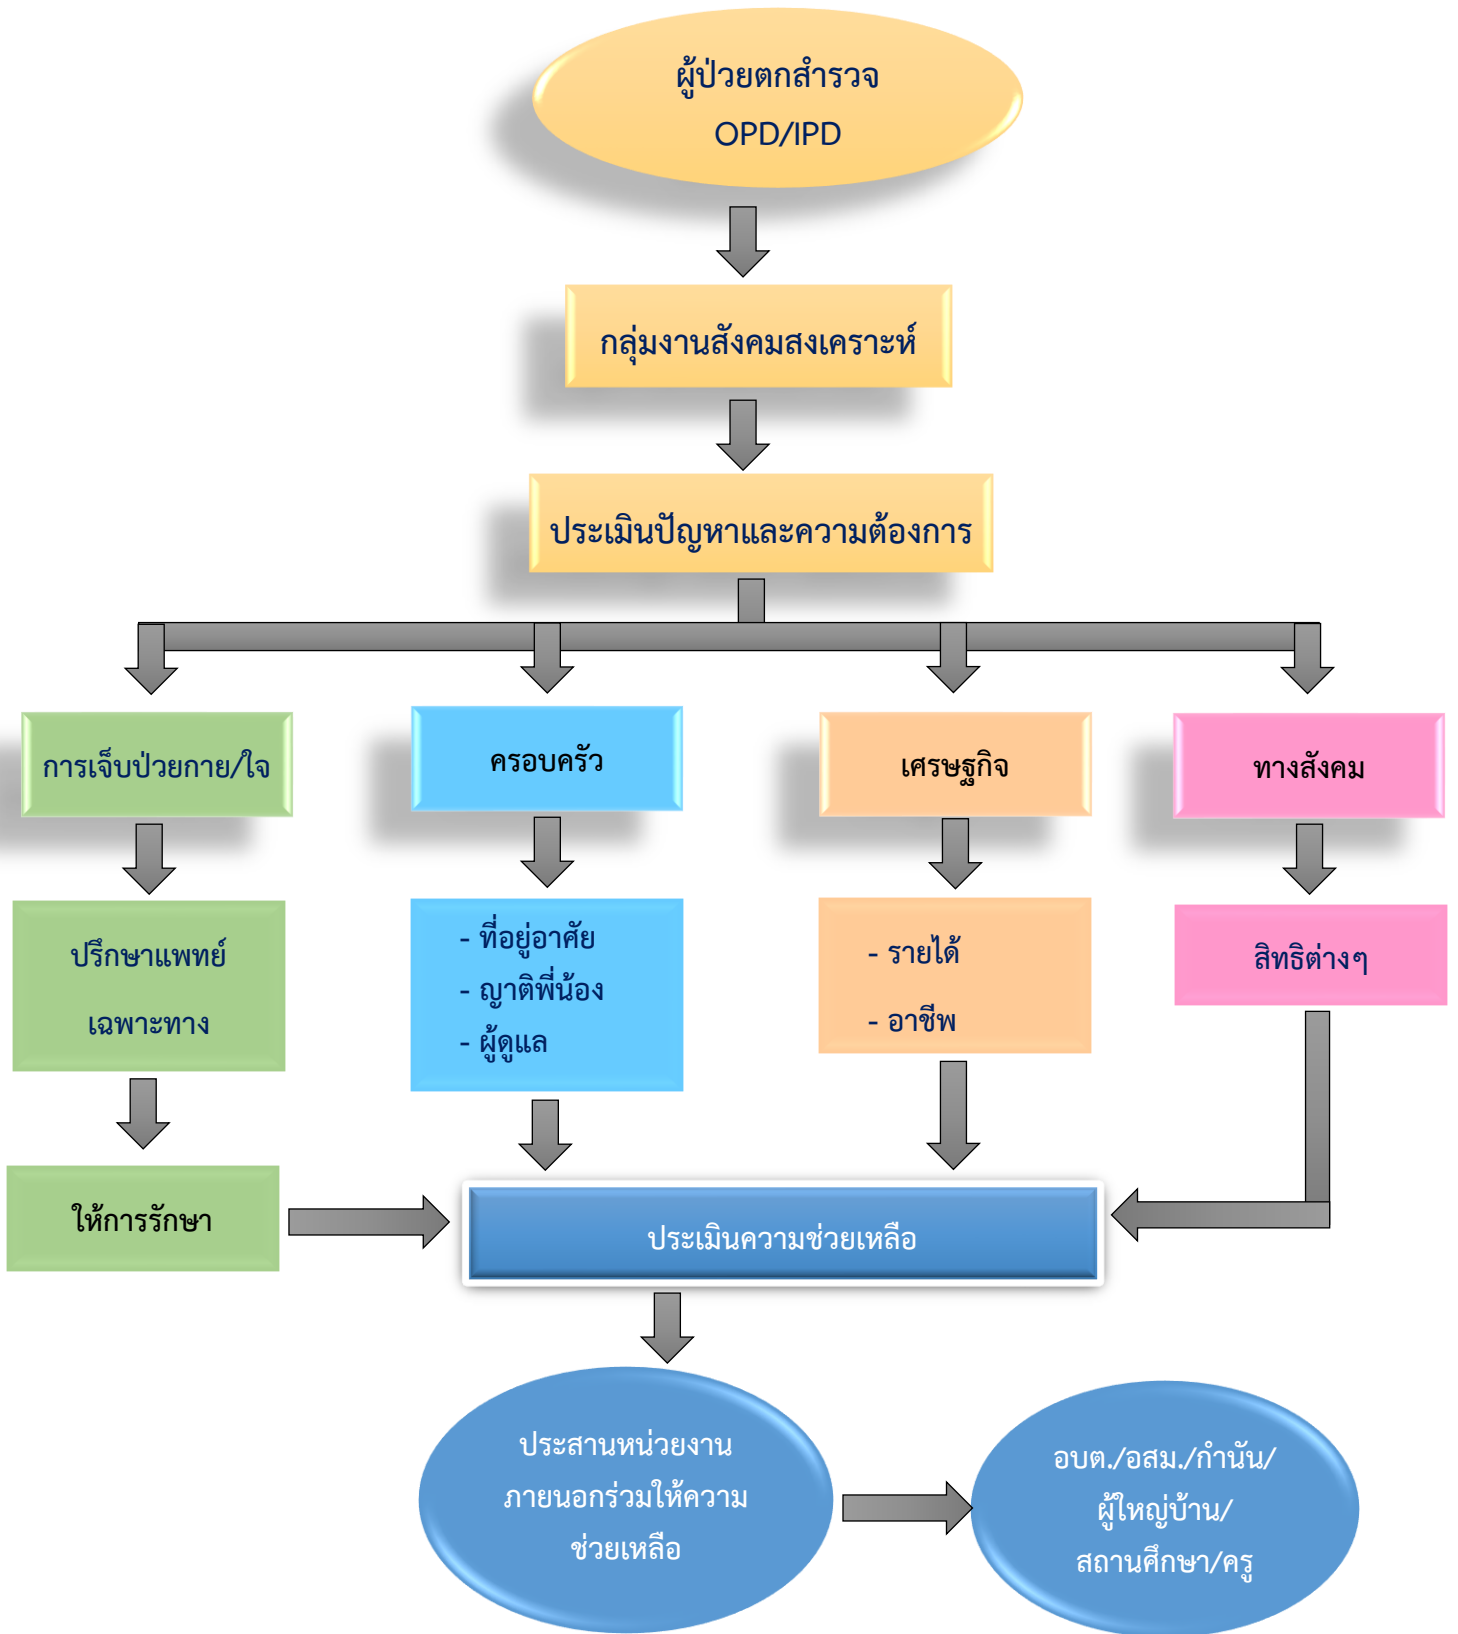 ผู้ป่วยตกสำรวจ
OPD/IPD
กลุ่มงานสังคมสงเคราะห์
ประเมินปัญหาและความต้องการ
การเจ็บป่วยกาย/ใจ
ครอบครัว
เศรษฐกิจ
ทางสังคม
ปรึกษาแพทย์
เฉพาะทาง
- ที่อยู่อาศัย
- ญาติพี่น้อง
- ผู้ดูแล
- รายได้
- อาชีพ
สิทธิต่างๆ
ให้การรักษา
ประเมินความช่วยเหลือ
ประสานหน่วยงาน
ภายนอกร่วมให้ความ
ช่วยเหลือ
อบต./อสม./กำนัน/
ผู้ใหญ่บ้าน/
สถานศึกษา/ครู